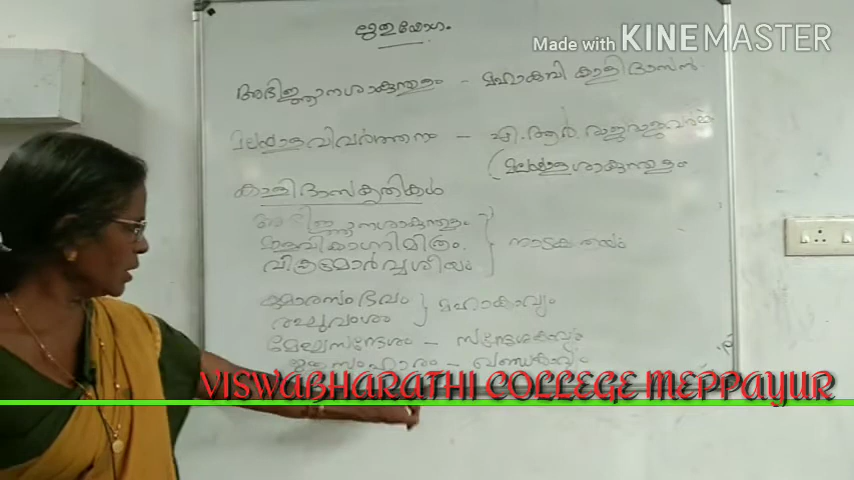 Made with KINEMASTER
അഭിജ്ഞാനശാകുന്തളം - മഹാകവി കാളിദാസൻ
മലയാളവിവർത്തനം - എ.ആർ. രാജരാജവർമ്മ
(മലയാളശാകുന്തളം
കാളിദാസകൃതികൾ
അഭിജ്ഞാനശാകുന്തളം
മാളവികാഗ്നിമിത്രം.
വിക്രമോർവ്വശീയം
നാടകത്രയം
കുമാരസംഭവം
രഘുവംശം
മഹാകാവ്യം
മേഘസന്ദേശം - സന്ദേശകാവ്യം
ഋതുസംഹാരം - ഖണ്ഡകാവ്യം
VISWABHARATHI COLLEGE MEPPAYUR